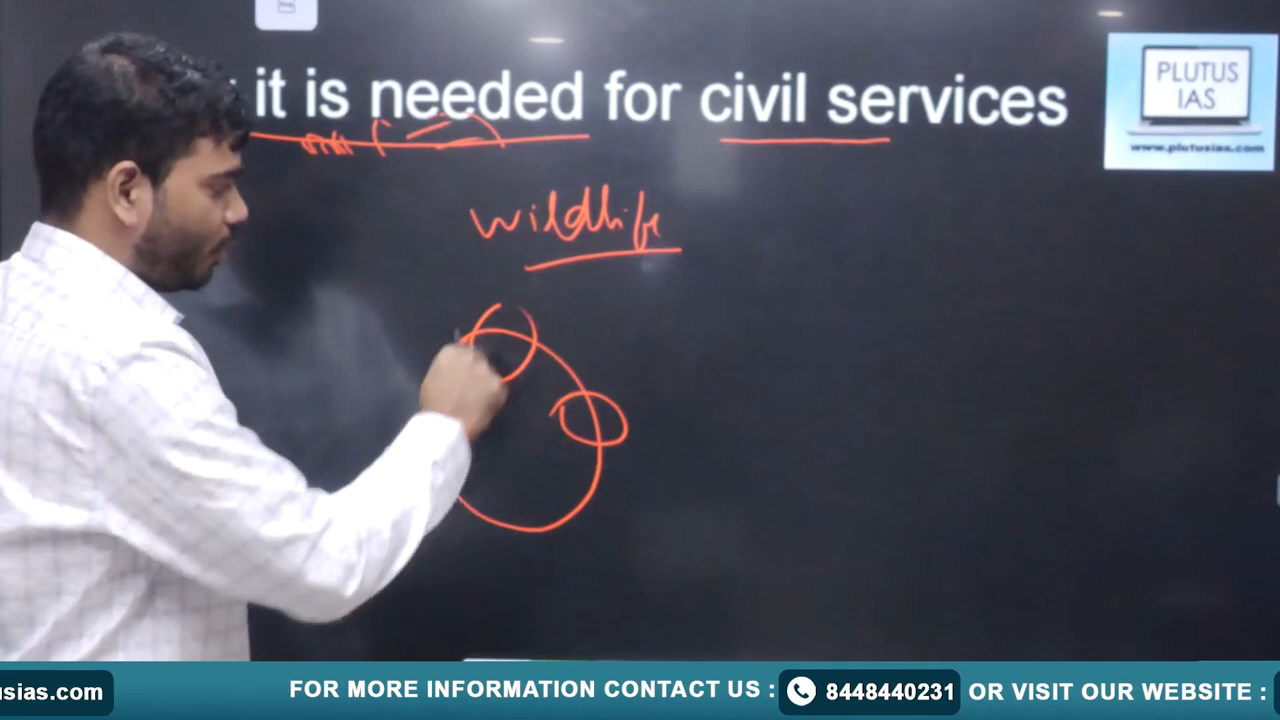 it is needed for civil services
PLUTUS
IAS
www.plutusias.com
wildlife
usias.com
FOR MORE INFORMATION CONTACT US : 8448440231 OR VISIT OUR WEBSITE :